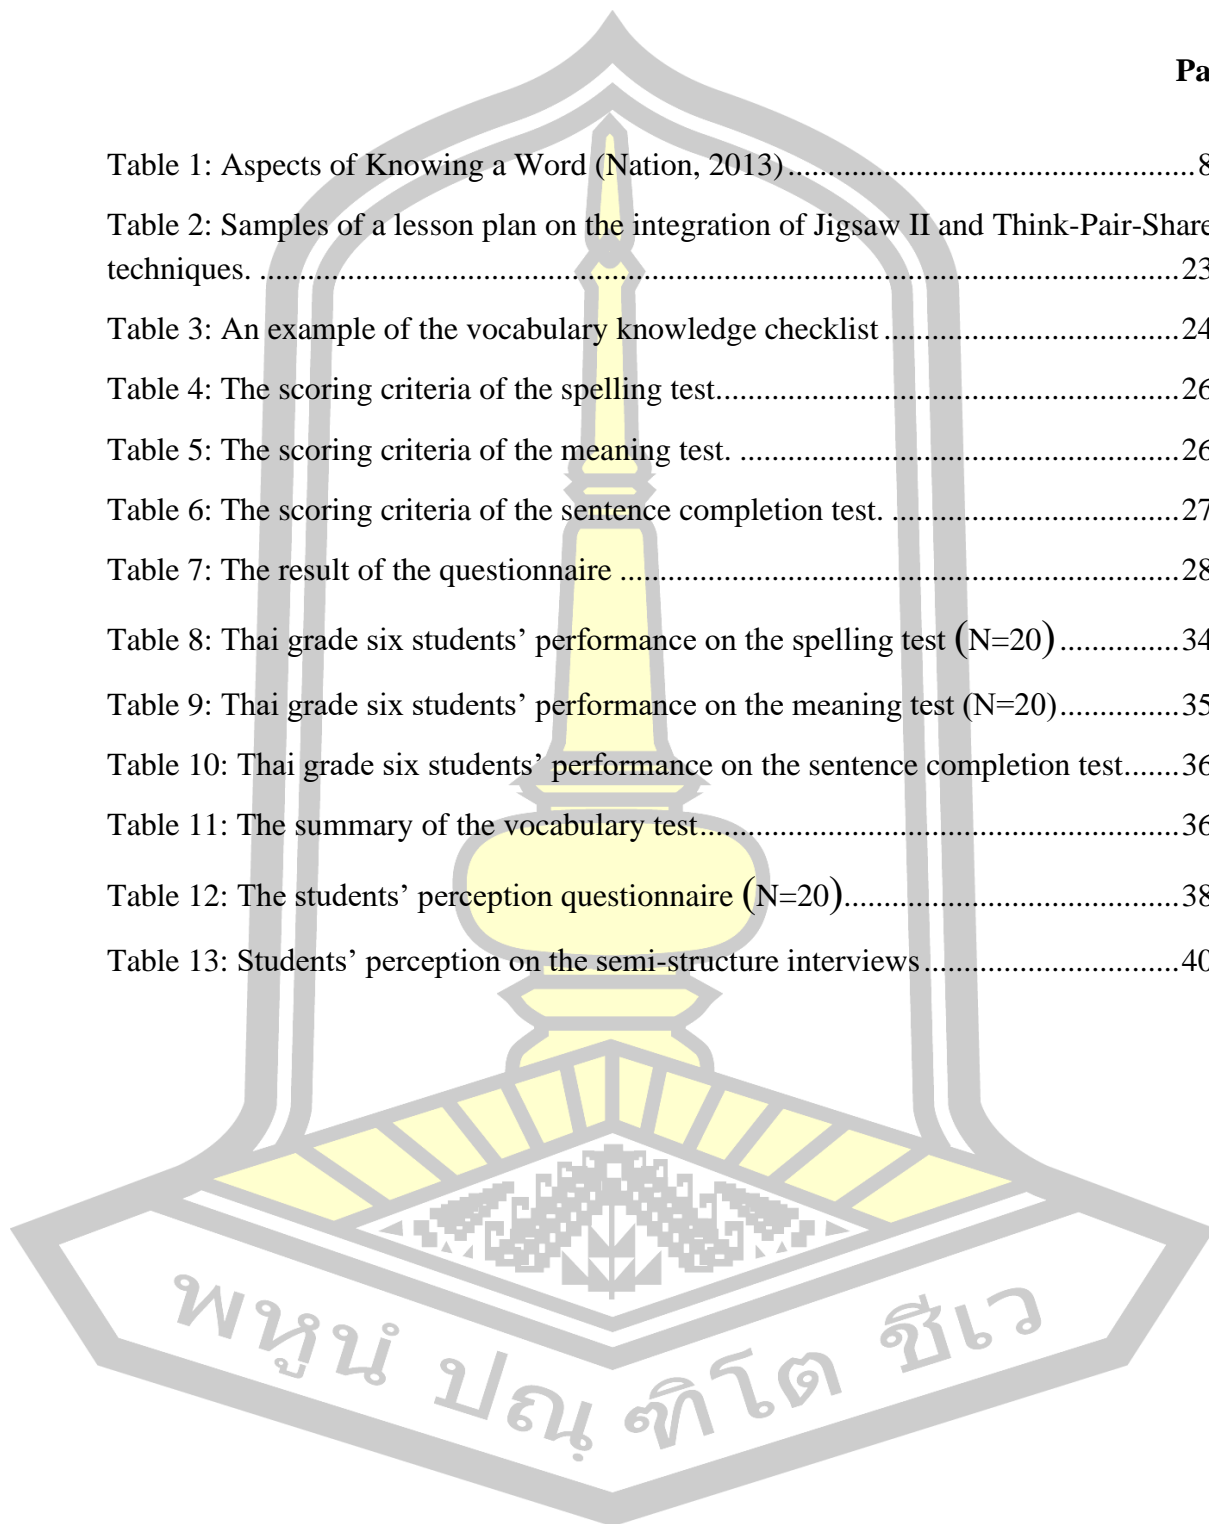 Pa
Table 1: Aspects of Knowing a Word (Nation, 2013)............................................8
Table 2: Samples of a lesson plan on the integration of Jigsaw II and Think-Pair-Share
techniques. ....................................................................................................23
Table 3: An example of the vocabulary knowledge checklist ................................24
Table 4: The scoring criteria of the spelling test..................................................26
Table 5: The scoring criteria of the meaning test. ................................................26
Table 6: The scoring criteria of the sentence completion test. ...............................27
Table 7: The result of the questionnaire .............................................................28
Table 8: Thai grade six students’ performance on the spelling test (N=20) ..............34
Table 9: Thai grade six students’ performance on the meaning test (N=20).............35
Table 10: Thai grade six students’ performance on the sentence completion test.......36
Table 11: The summary of the vocabulary test....................................................36
Table 12: The students’ perception questionnaire (N=20)......................................38
Table 13: Students’ perception on the semi-structure interviews ............................40
พหูนํ ปณฺฑิโต ชีเว